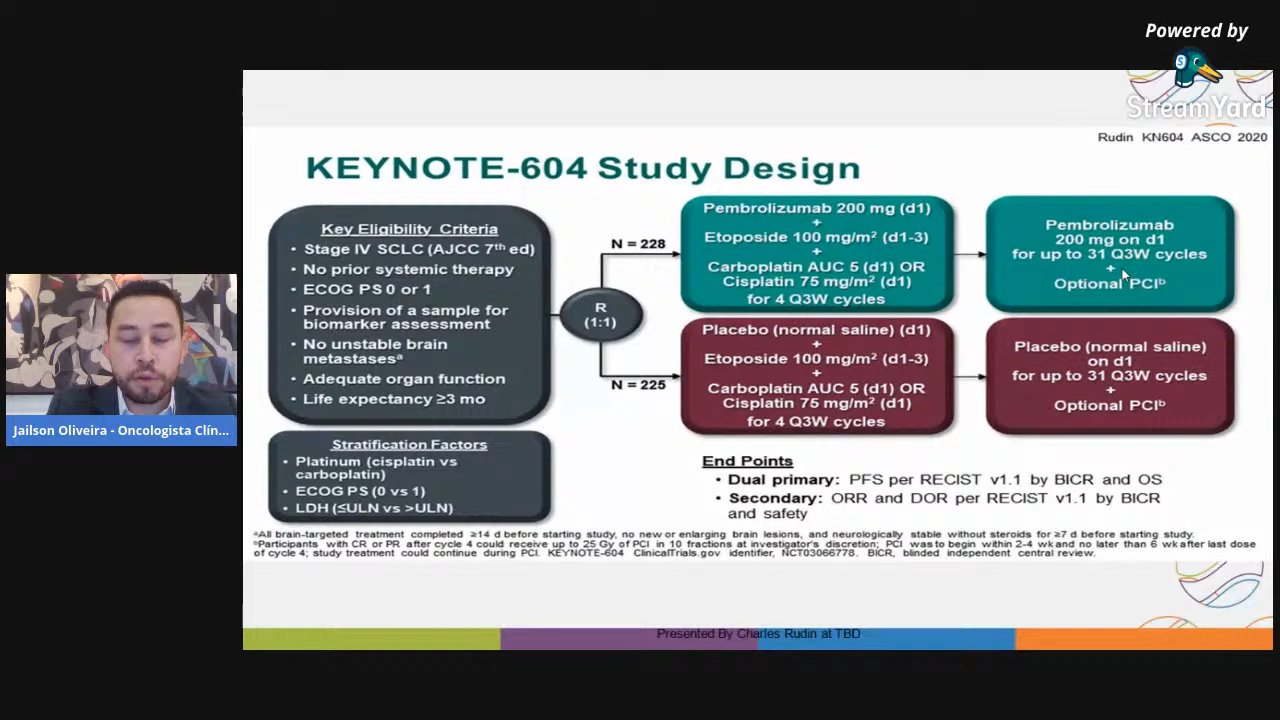 Powered by
StreamYard
Rudin KN604 ASCO 2020
KEYNOTE-604 Study Design
Key Eligibility Criteria
• Stage IV SCLC (AJCC 7th ed)
• No prior systemic therapy
• ECOG PS 0 or 1
• Provision of a sample for
biomarker assessment
• No unstable brain
metastasesᵃ
• Adequate organ function
• Life expectancy ≥3 mo
Stratification Factors
• Platinum (cisplatin vs
carboplatin)
• ECOG PS (0 vs 1)
• LDH (≤ULN vs >ULN)
R
(1:1)
N = 228
N = 225
Pembrolizumab 200 mg (d1)
+
Etoposide 100 mg/m² (d1-3)
+
Carboplatin AUC 5 (d1) OR
Cisplatin 75 mg/m² (d1)
for 4 Q3W cycles
Pembrolizumab
200 mg on d1
for up to 31 Q3W cycles
+
Optional PCIᵇ
Placebo (normal saline) (d1)
+
Etoposide 100 mg/m² (d1-3)
+
Carboplatin AUC 5 (d1) OR
Cisplatin 75 mg/m² (d1)
for 4 Q3W cycles
Placebo (normal saline)
on d1
for up to 31 Q3W cycles
+
Optional PCIᵇ
End Points
• Dual primary: PFS per RECIST v1.1 by BICR and OS
• Secondary: ORR and DOR per RECIST v1.1 by BICR
and safety
ᵃAll brain-targeted treatment completed ≥14 d before starting study, no new or enlarging brain lesions, and neurologically stable without steroids for ≥7 d before starting study.
ᵇParticipants with CR or PR after cycle 4 could receive up to 25 Gy of PCI in 10 fractions at investigator's discretion; PCI was to begin within 2-4 wk and no later than 6 wk after last dose
of cycle 4; study treatment could continue during PCI. KEYNOTE-604 ClinicalTrials.gov identifier, NCT03066778. BICR, blinded independent central review.
Presented By Charles Rudin at TBD
Jailson Oliveira - Oncologista Clín...